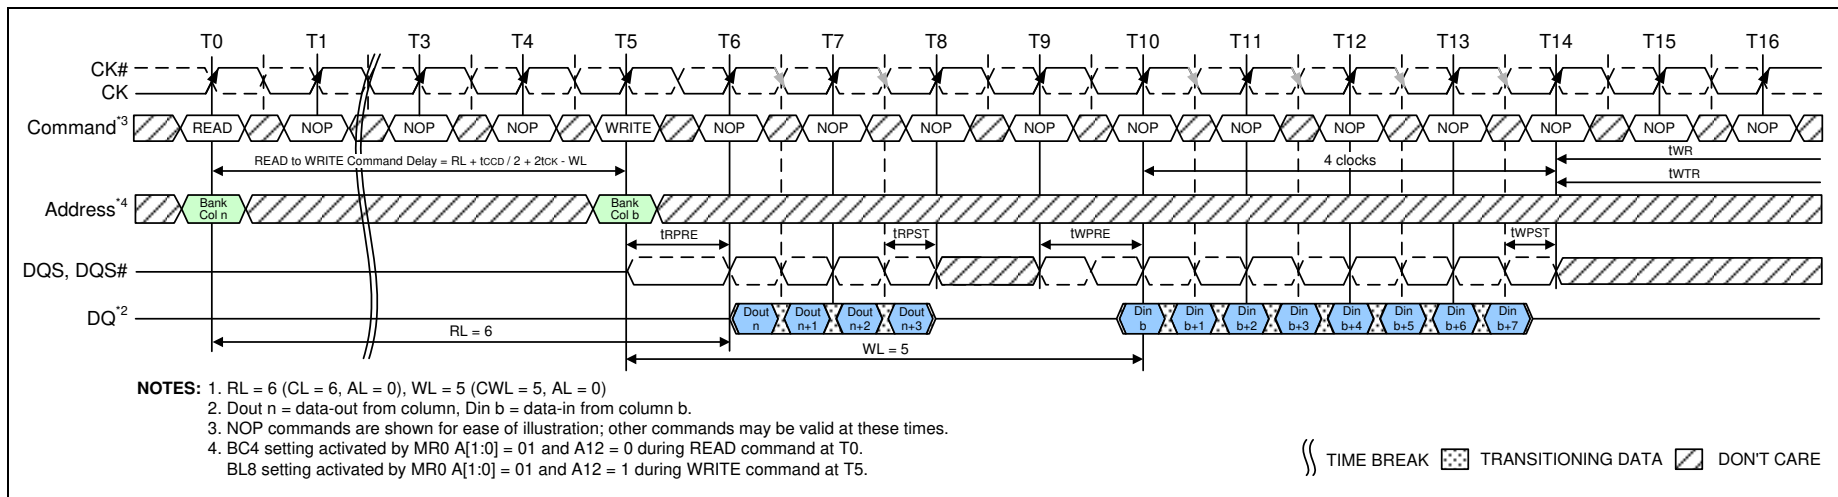 T0 T1 T3 T4 T5 T6 T7 T8 T9 T10 T11 T12 T13 T14 T15 T16
CK#
CK
Command*3 READ NOP NOP NOP WRITE NOP NOP NOP NOP NOP NOP NOP NOP NOP NOP NOP
READ to WRITE Command Delay = RL + tCCD / 2 + 2tCK - WL 4 clocks tWR
tWTR
Address*4 Bank Col n Bank Col b
tRPRE tRPST tWPRE tWPST
DQS, DQS#
DQ*2 Dout n Dout n+1 Dout n+2 Dout n+3 Din b Din b+1 Din b+2 Din b+3 Din b+4 Din b+5 Din b+6 Din b+7
RL = 6
WL = 5
NOTES: 1. RL = 6 (CL = 6, AL = 0), WL = 5 (CWL = 5, AL = 0)
2. Dout n = data-out from column, Din b = data-in from column b.
3. NOP commands are shown for ease of illustration; other commands may be valid at these times.
4. BC4 setting activated by MR0 A[1:0] = 01 and A12 = 0 during READ command at T0.
BL8 setting activated by MR0 A[1:0] = 01 and A12 = 1 during WRITE command at T5.
TIME BREAK TRANSITIONING DATA DON'T CARE